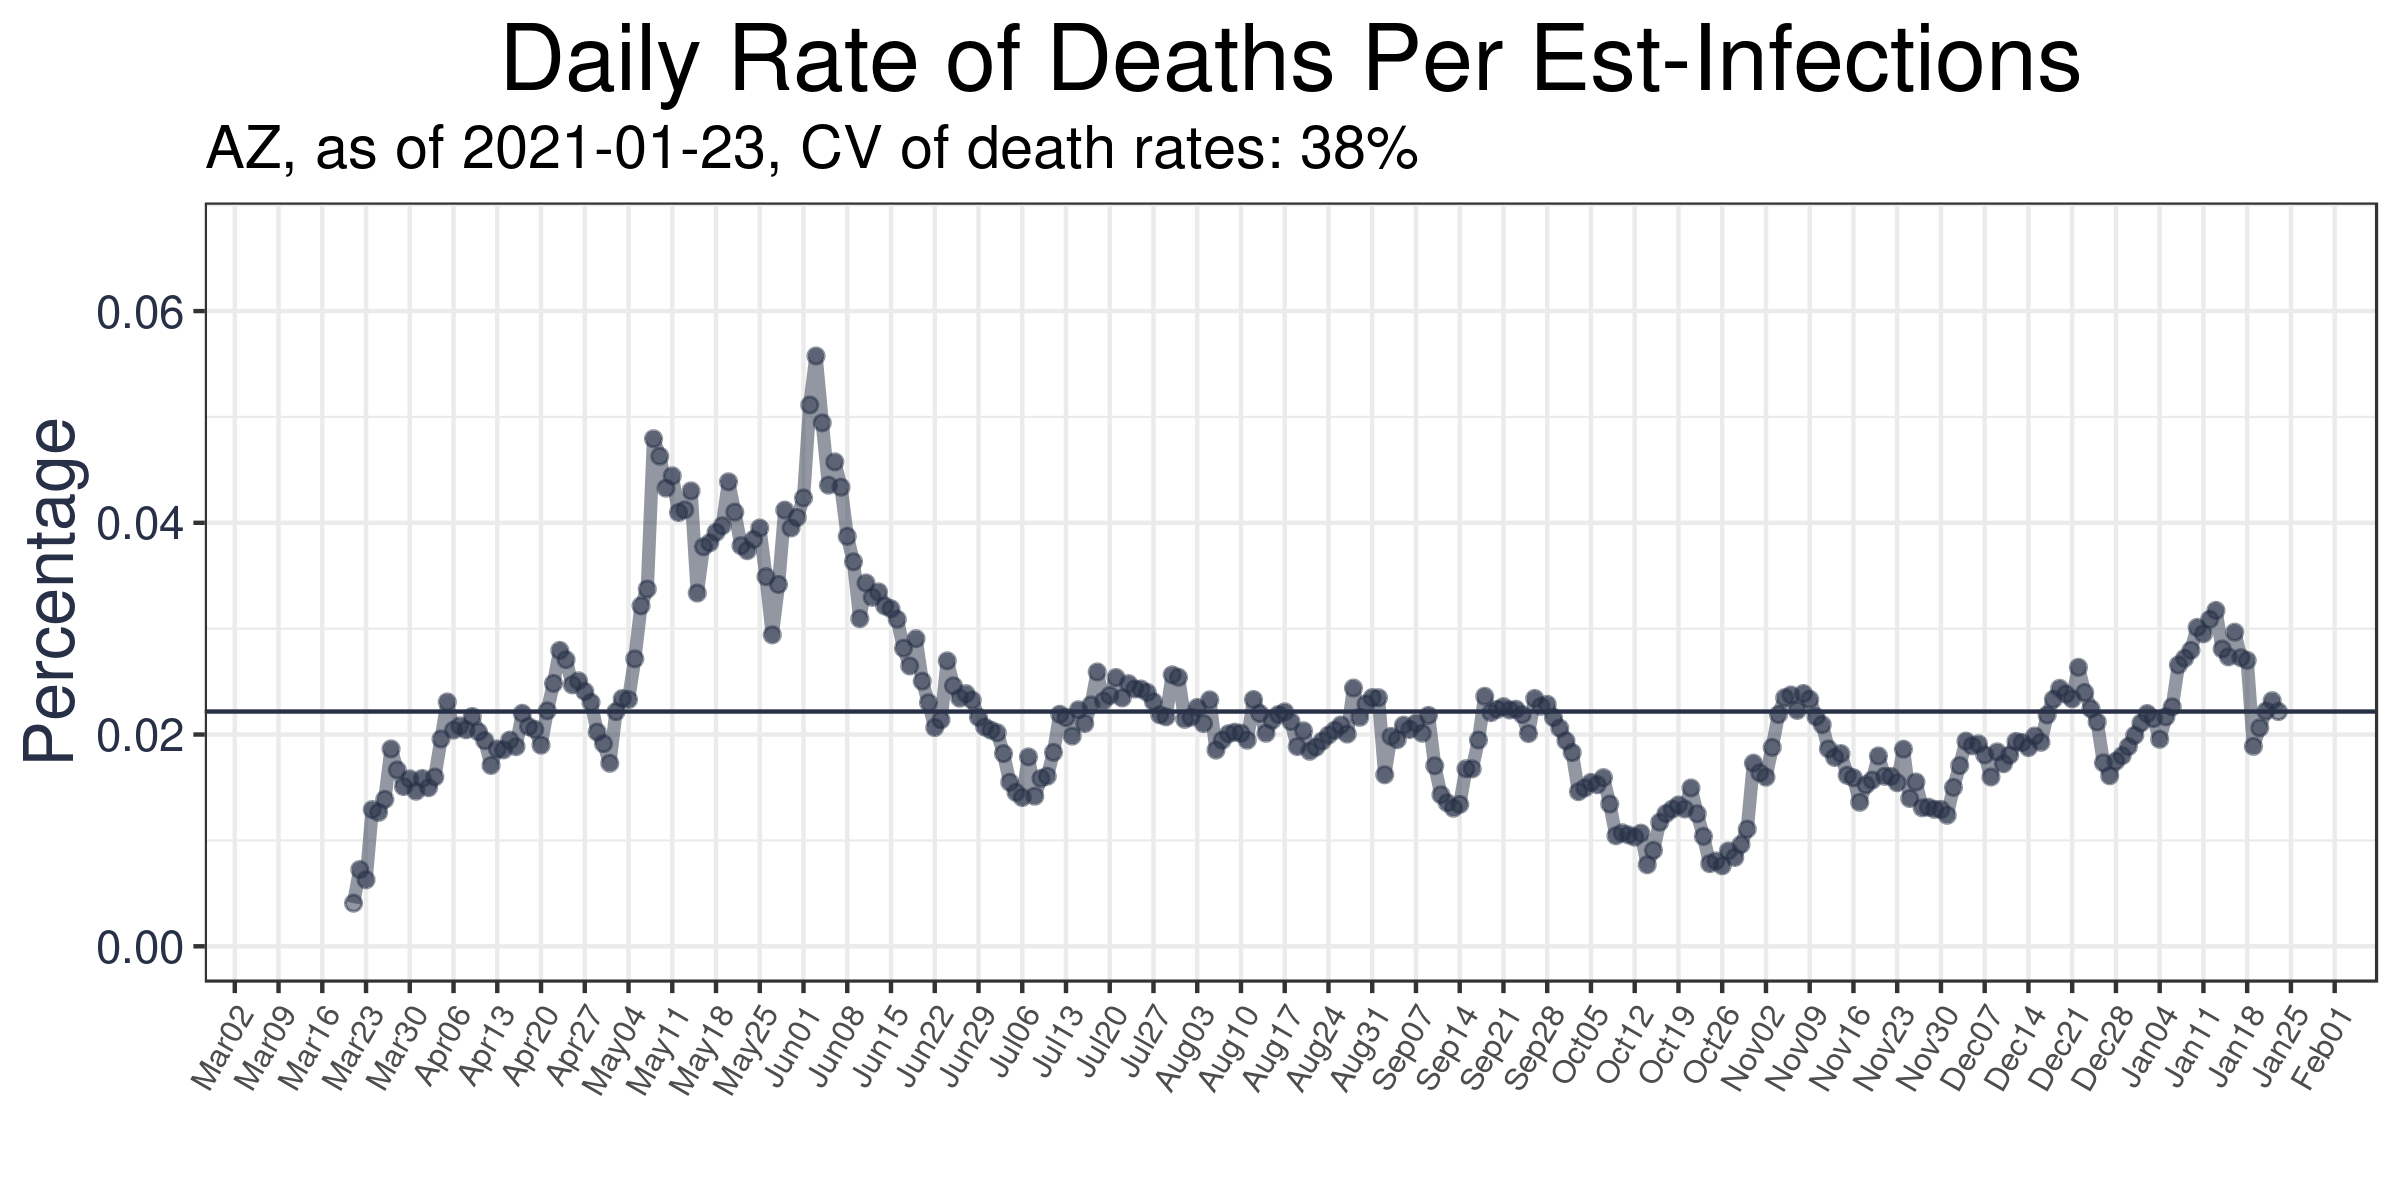 Daily Rate of Deaths Per Est-Infections
AZ, as of 2021-01-23, CV of death rates: 38%
Percentage
0.06
0.04
0.02
0.00
Mar02
Mar09
Mar16
Mar23
Mar30
Apr06
Apr13
Apr20
Apr27
May04
May11
May18
May25
Jun01
Jun08
Jun15
Jun22
Jun29
Jul06
Jul13
Jul20
Jul27
Aug03
Aug10
Aug17
Aug24
Aug31
Sep07
Sep14
Sep21
Sep28
Oct05
Oct12
Oct19
Oct26
Nov02
Nov09
Nov16
Nov23
Nov30
Dec07
Dec14
Dec21
Dec28
Jan04
Jan11
Jan18
Jan25
Feb01